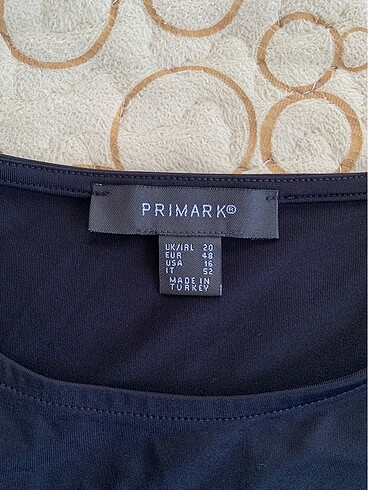 PRIMARK®
UK/IRL 20
EUR 48
USA 16
IT 52
MADE IN
TURKEY